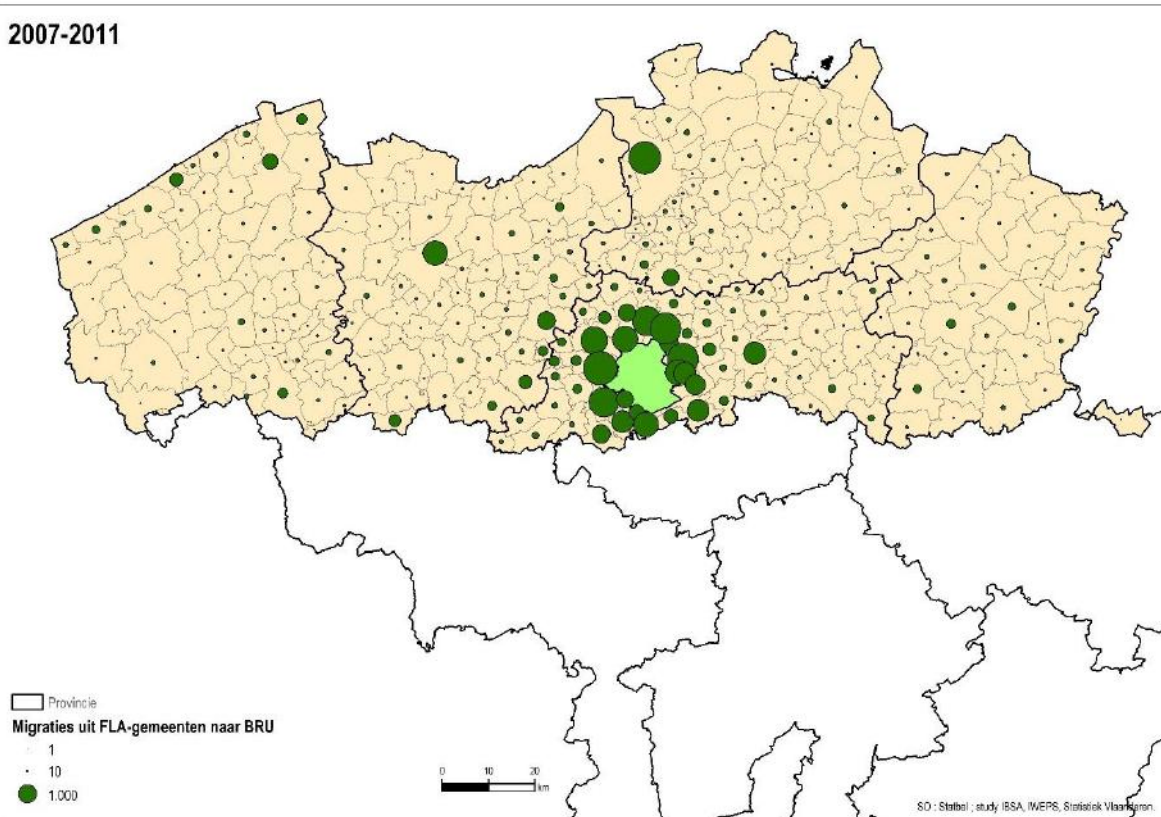 2007-2011
Provincie
Migraties uit FLA-gemeenten naar BRU
1
10
1.000
0 10 20
km
SO : Statbel ; study IBSA, IWEPS, Statistiek Vlaanderen.